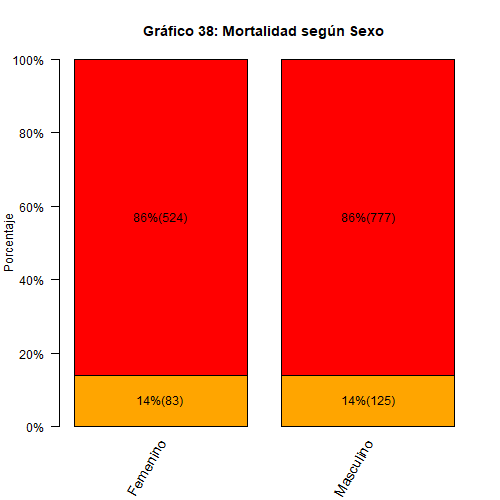 Gráfico 38: Mortalidad según Sexo
100%
80%
60%
40%
20%
0%
Porcentaje
86%(524)
86%(777)
14%(83)
14%(125)
Femenino
Masculino